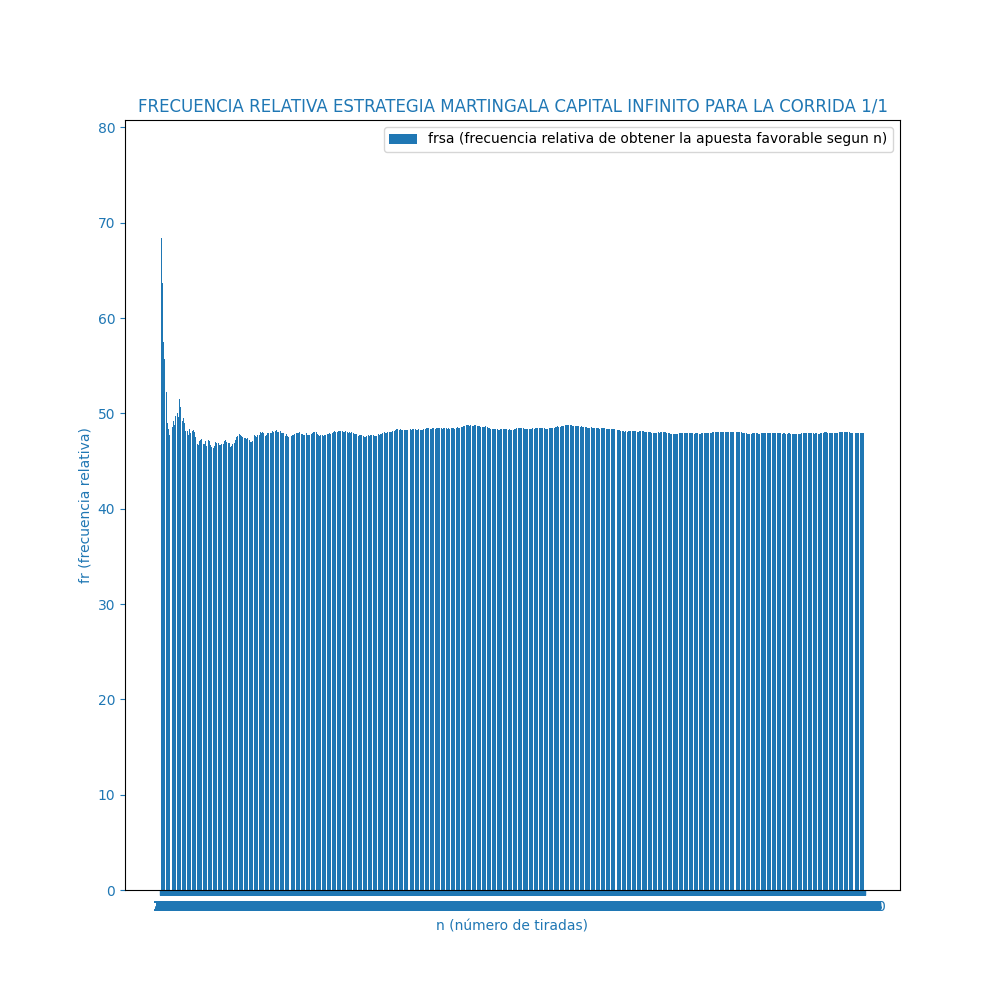 FRECUENCIA RELATIVA ESTRATEGIA MARTINGALA CAPITAL INFINITO PARA LA CORRIDA 1/1
frsa (frecuencia relativa de obtener la apuesta favorable segun n)
80
70
60
50
40
30
20
10
0
fr (frecuencia relativa)
n (número de tiradas)